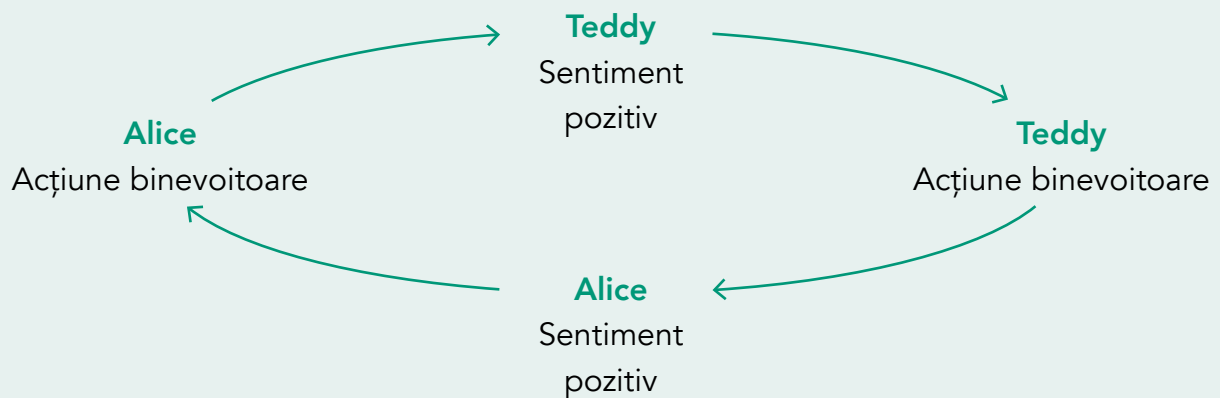 Teddy
Sentiment
pozitiv
Alice
Acțiune binevoitoare
Teddy
Acțiune binevoitoare
Alice
Sentiment
pozitiv